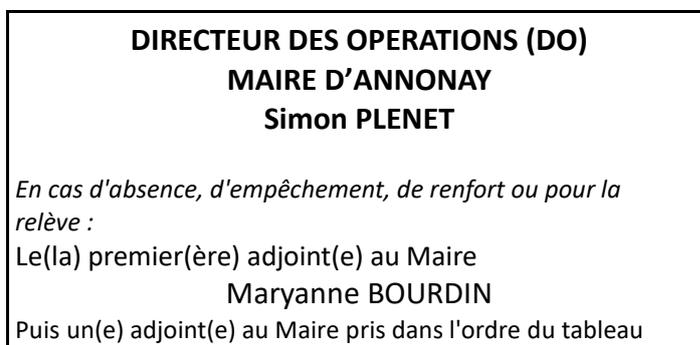 DIRECTEUR DES OPERATIONS (DO)
MAIRE D'ANNONAY
Simon PLENET
En cas d'absence, d'empêchement, de renfort ou pour la
relève :
Le(la) premier(ère) adjoint(e) au Maire
Maryanne BOURDIN
Puis un(e) adjoint(e) au Maire pris dans l'ordre du tableau